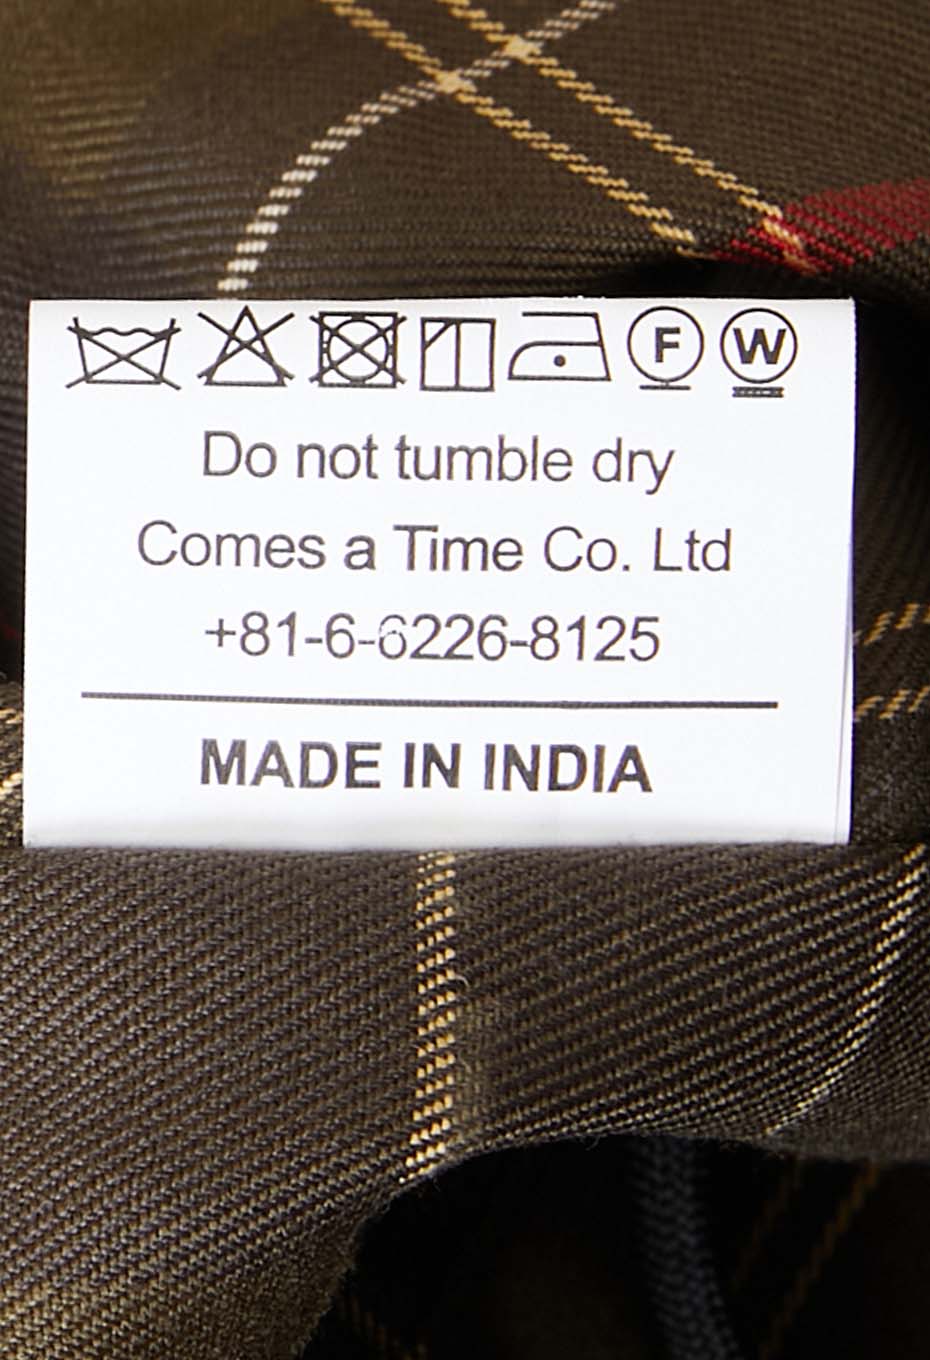 F W
Do not tumble dry
Comes a Time Co. Ltd
+81-6-6226-8125
MADE IN INDIA